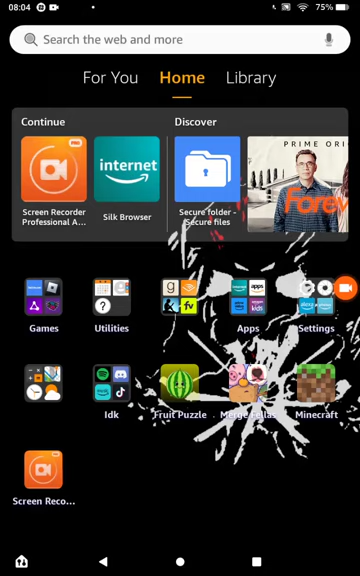 08:04
75%
Search the web and more
For You
Home
Library
Continue
Discover
PRIME ORI
internet
Forev
Screen Recorder
Professional A...
Silk Browser
Secure folder -
Secure files
Games
Utilities
Apps
Settings
Idk
Fruit Puzzle
Merge Fellas
Minecraft
Screen Reco...